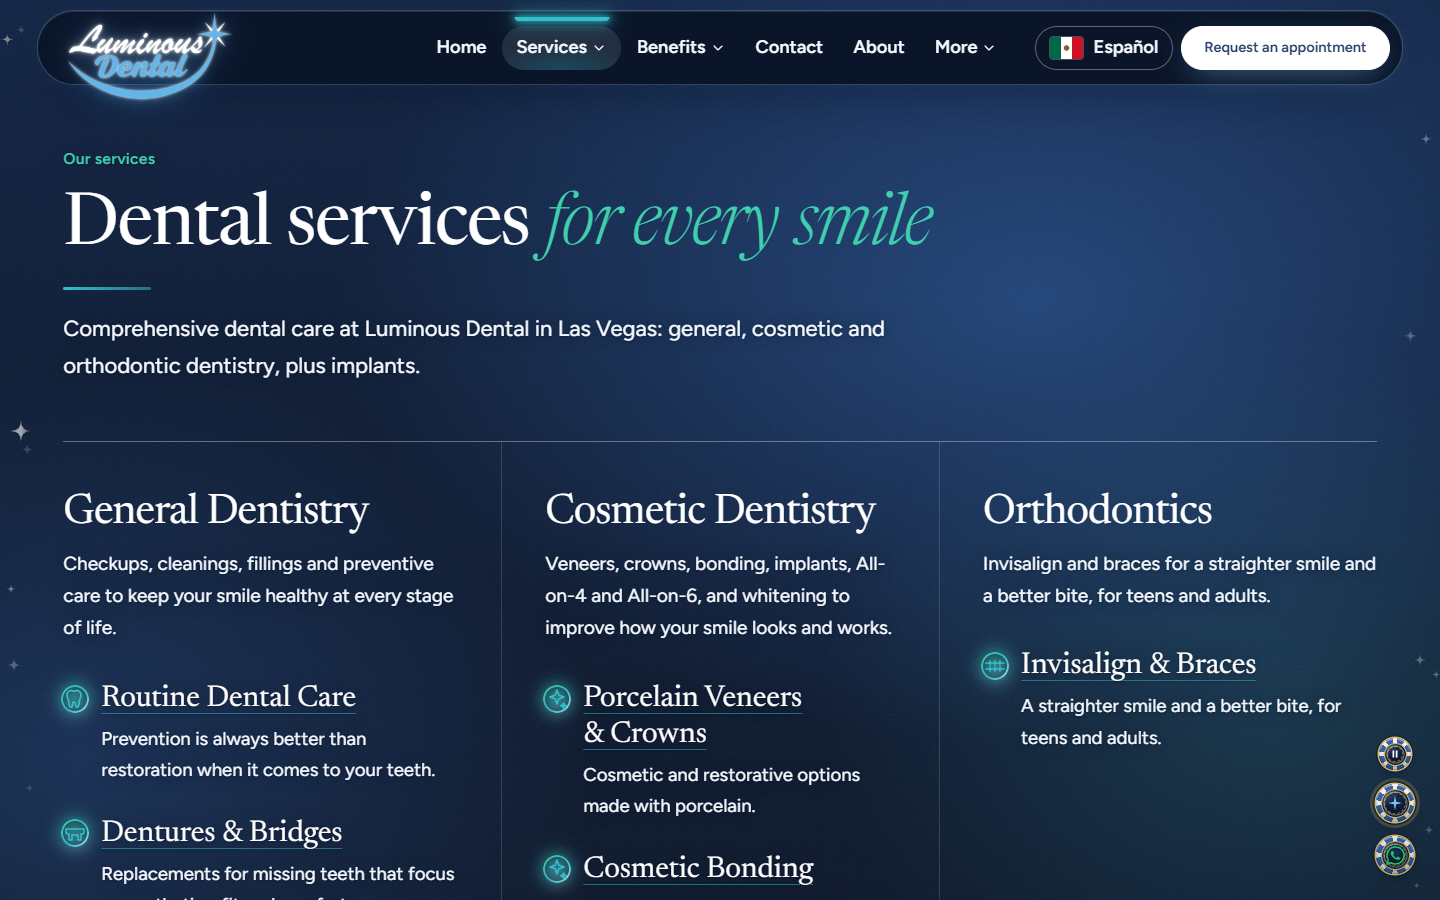 Luminous
Dental
Home
Services
Benefits
Contact
About
More
Español
Request an appointment
Our services
Dental services for every smile
Comprehensive dental care at Luminous Dental in Las Vegas: general, cosmetic and
orthodontic dentistry, plus implants.
General Dentistry
Checkups, cleanings, fillings and preventive
care to keep your smile healthy at every stage
of life.
Routine Dental Care
Prevention is always better than
restoration when it comes to your teeth.
Dentures & Bridges
Replacements for missing teeth that focus
Cosmetic Dentistry
Veneers, crowns, bonding, implants, All-
on-4 and All-on-6, and whitening to
improve how your smile looks and works.
Porcelain Veneers
& Crowns
Cosmetic and restorative options
made with porcelain.
Cosmetic Bonding
Orthodontics
Invisalign and braces for a straighter smile and
a better bite, for teens and adults.
Invisalign & Braces
A straighter smile and a better bite, for
teens and adults.